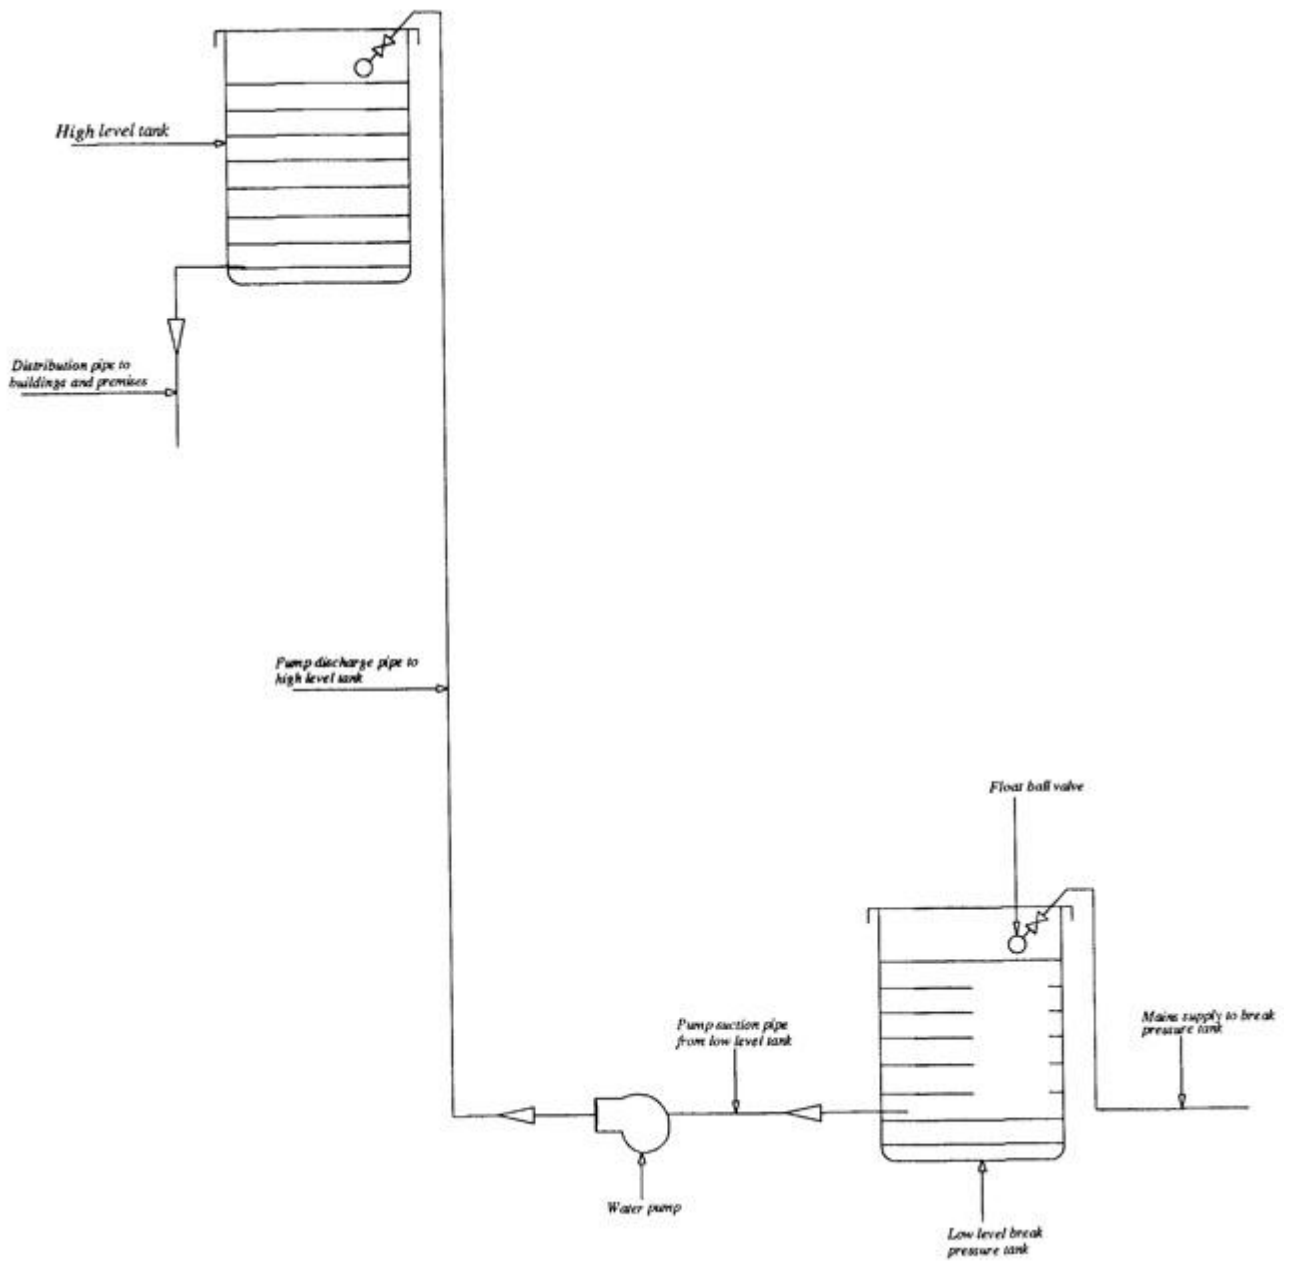 High level tank
Distribution pipe to
buildings and premises
Pump discharge pipe to
high level tank
Float ball valve
Pump suction pipe
from low level tank
Mains supply to break
pressure tank
Water pump
Low level break
pressure tank